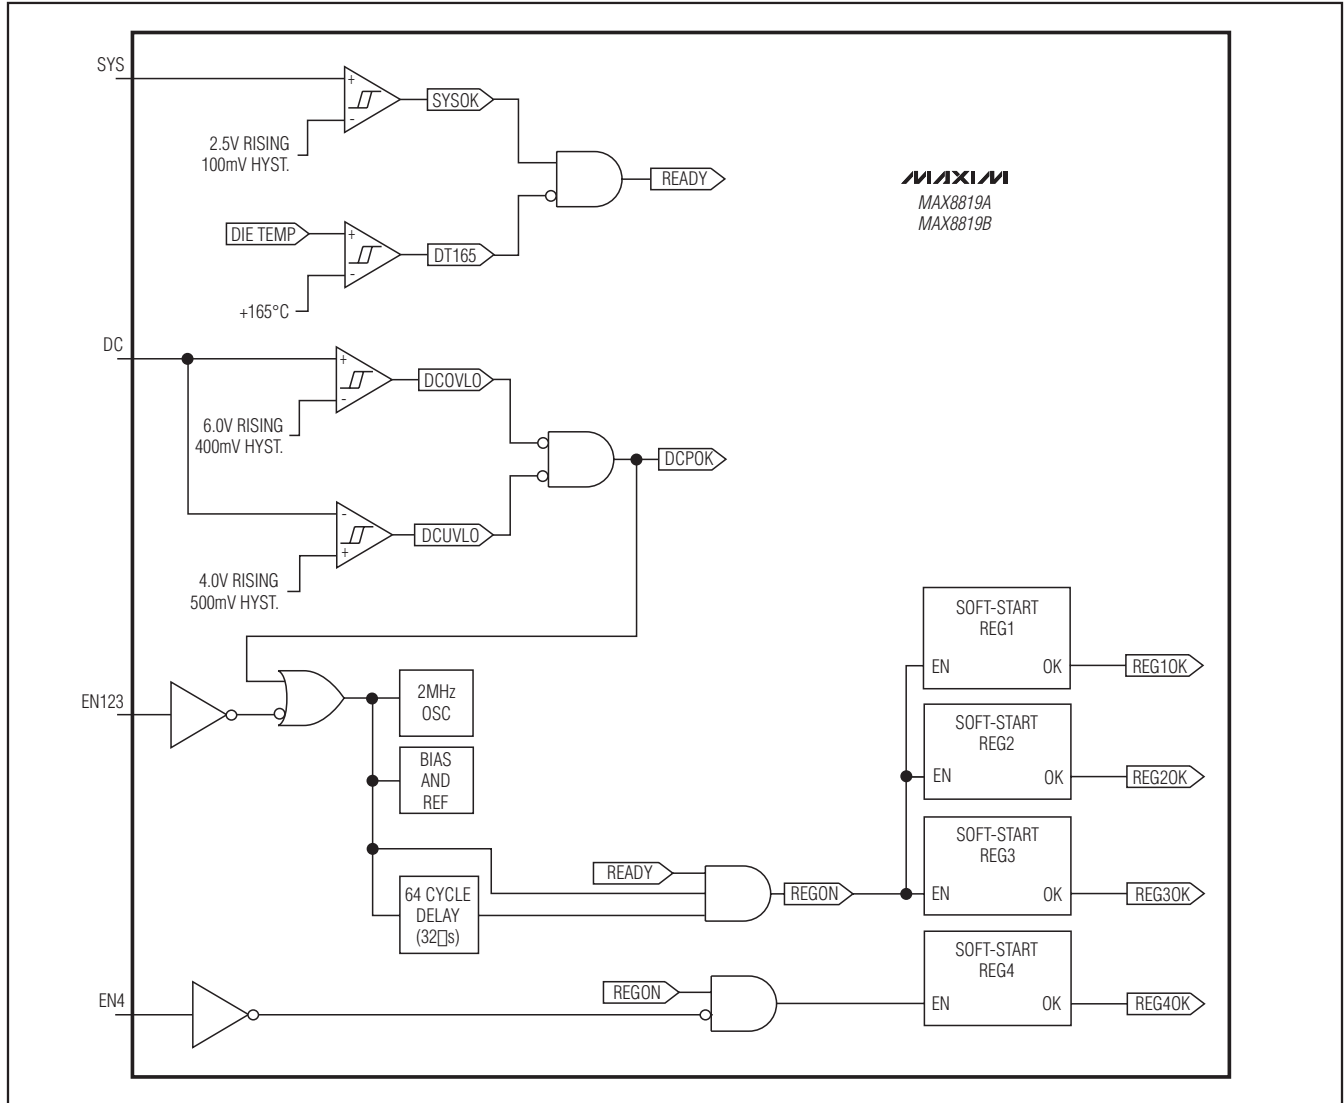 SYS
+
-
SYSOK
2.5V RISING
100mV HYST.
READY
MAXIM
MAX8819A
MAX8819B
DIE TEMP
+
-
DT165
+165°C
DC
+
-
DCOVLO
6.0V RISING
400mV HYST.
DCPOK
-
+
DCUVLO
4.0V RISING
500mV HYST.
SOFT-START
REG1
EN
OK
REG1OK
EN123
2MHz
OSC
SOFT-START
REG2
EN
OK
REG2OK
BIAS
AND
REF
SOFT-START
REG3
EN
OK
REG3OK
READY
REGON
64 CYCLE
DELAY
(32▯s)
SOFT-START
REG4
EN
OK
REG4OK
REGON
EN4